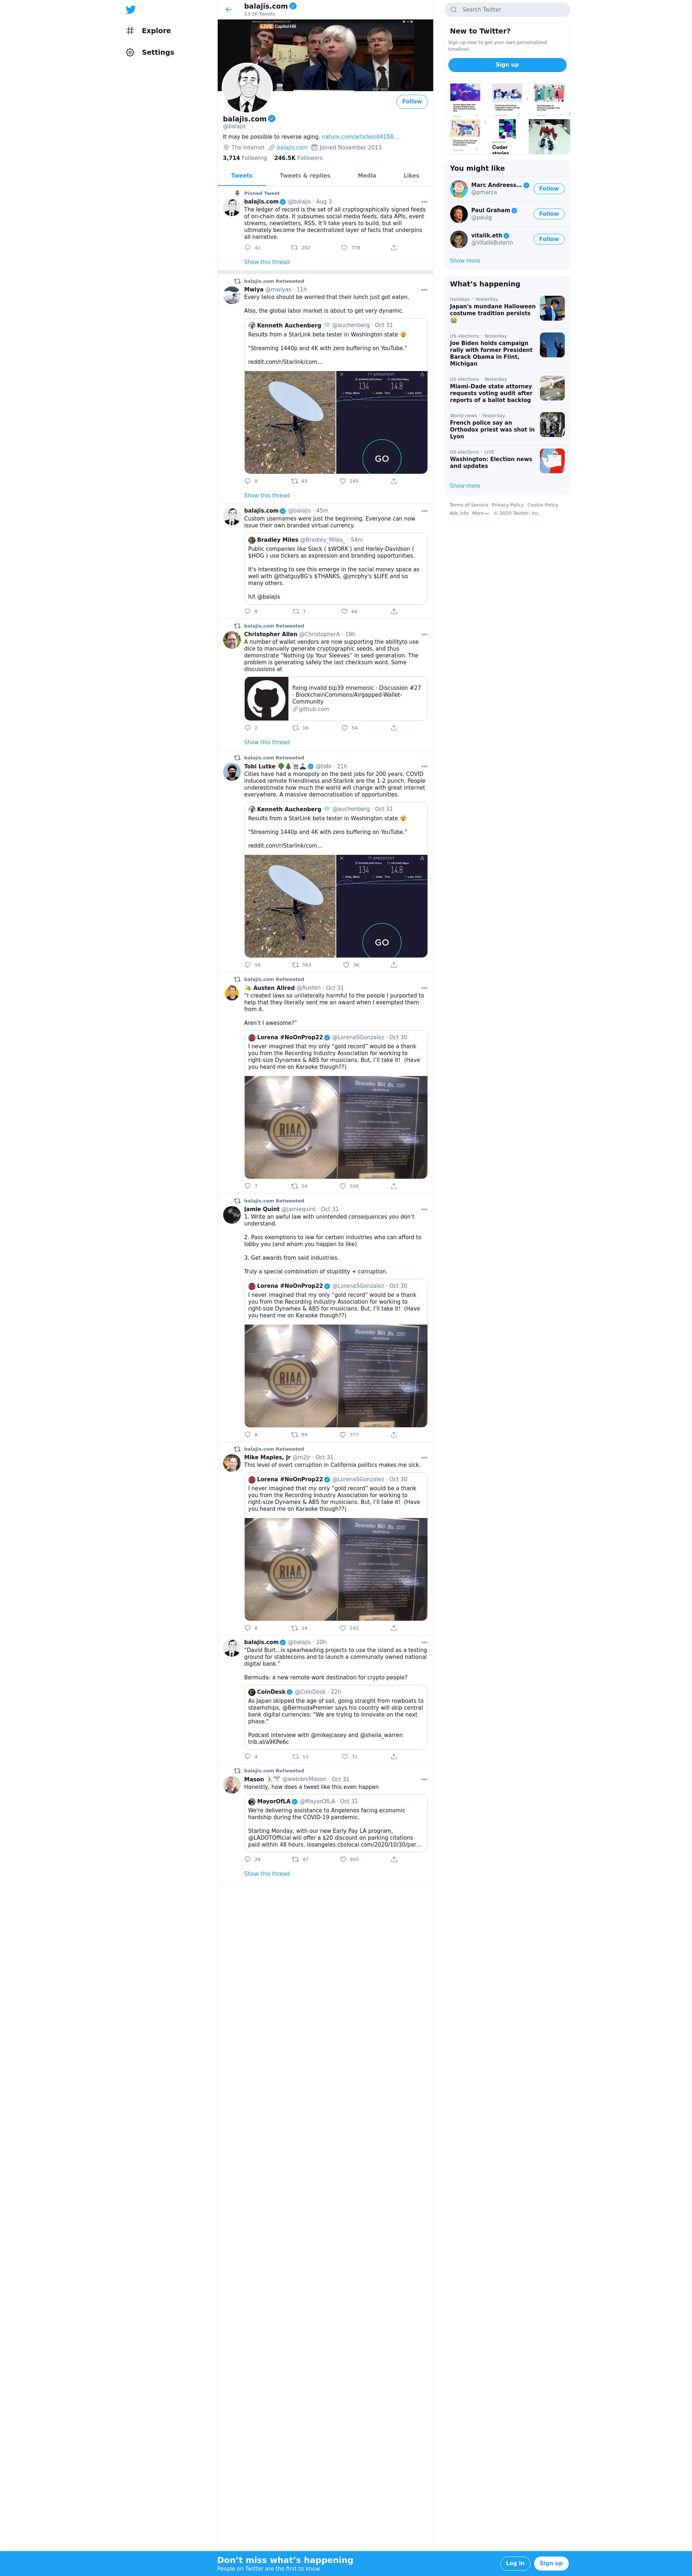 Explore
Settings
balajis.com
13.2K Tweets
LIVE Capitol Hill
Follow
balajis.com
@balajis
It may be possible to reverse aging. nature.com/articles/d4158…
The Internet balajis.com Joined November 2013
3,714 Following 246.5K Followers
Tweets Tweets & replies Media Likes
Pinned Tweet
balajis.com @balajis · Aug 3
The ledger of record is the set of all cryptographically signed feeds
of on-chain data. It subsumes social media feeds, data APIs, event
streams, newsletters, RSS. It'll take years to build, but will
ultimately become the decentralized layer of facts that underpins
all narrative.
41 202 778
Show this thread
balajis.com Retweeted
Mwiya @mwiyas · 11h
Every telco should be worried that their lunch just got eaten.
Also, the global labor market is about to get very dynamic.
Kenneth Auchenberg @auchenberg · Oct 31
Results from a StarLink beta tester in Washington state
"Streaming 1440p and 4K with zero buffering on YouTube."
reddit.com/r/Starlink/com…
SPEEDTEST
134 14.8
GO
8 63 245
Show this thread
balajis.com @balajis · 45m
Custom usernames were just the beginning. Everyone can now
issue their own branded virtual currency.
Bradley Miles @Bradley_Miles_ · 54m
Public companies like Slack ( $WORK ) and Harley-Davidson (
$HOG ) use tickers as expression and branding opportunities.
It's interesting to see this emerge in the social money space as
well with @thatguyBG's $THANKS, @jmrphy's $LIFE and so
many others.
h/t @balajis
8 7 64
balajis.com Retweeted
Christopher Allen @ChristopherA · 19h
A number of wallet vendors are now supporting the abilityto use
dice to manually generate cryptographic seeds, and thus
demonstrate “Nothing Up Your Sleeves” in seed generation. The
problem is generating safely the last checksum word. Some
discussions at
fixing invalid bip39 mnemonic · Discussion #27
· BlockchainCommons/Airgapped-Wallet-
Community
github.com
2 16 54
Show this thread
balajis.com Retweeted
Tobi Lutke @tobi · 21h
Cities have had a monopoly on the best jobs for 200 years. COVID
induced remote friendliness and Starlink are the 1-2 punch. People
underestimate how much the world will change with great internet
everywhere. A massive democratisation of opportunities.
Kenneth Auchenberg @auchenberg · Oct 31
Results from a StarLink beta tester in Washington state
"Streaming 1440p and 4K with zero buffering on YouTube."
reddit.com/r/Starlink/com…
SPEEDTEST
134 14.8
GO
59 563 3K
balajis.com Retweeted
Austen Allred @Austen · Oct 31
“I created laws so unilaterally harmful to the people I purported to
help that they literally sent me an award when I exempted them
from it.
Aren’t I awesome?”
Lorena #NoOnProp22 @LorenaSGonzalez · Oct 30
I never imagined that my only “gold record” would be a thank
you from the Recording Industry Association for working to
right-size Dynamex & AB5 for musicians. But, I’ll take it! (Have
you heard me on Karaoke though??)
RIAA
Assembly Bill No. 2257
7 54 500
balajis.com Retweeted
Jamie Quint @jamiequint · Oct 31
1. Write an awful law with unintended consequences you don’t
understand.
2. Pass exemptions to law for certain industries who can afford to
lobby you (and whom you happen to like)
3. Get awards from said industries.
Truly a special combination of stupidity + corruption.
Lorena #NoOnProp22 @LorenaSGonzalez · Oct 30
I never imagined that my only “gold record” would be a thank
you from the Recording Industry Association for working to
right-size Dynamex & AB5 for musicians. But, I’ll take it! (Have
you heard me on Karaoke though??)
RIAA
Assembly Bill No. 2257
8 69 377
balajis.com Retweeted
Mike Maples, Jr @m2jr · Oct 31
This level of overt corruption in California politics makes me sick.
Lorena #NoOnProp22 @LorenaSGonzalez · Oct 30
I never imagined that my only “gold record” would be a thank
you from the Recording Industry Association for working to
right-size Dynamex & AB5 for musicians. But, I’ll take it! (Have
you heard me on Karaoke though??)
RIAA
Assembly Bill No. 2257
8 24 242
balajis.com @balajis · 20h
“David Burt...is spearheading projects to use the island as a testing
ground for stablecoins and to launch a communally owned national
digital bank.”
Bermuda: a new remote work destination for crypto people?
CoinDesk @CoinDesk · 22h
As Japan skipped the age of sail, going straight from rowboats to
steamships, @BermudaPremier says his country will skip central
bank digital currencies: “We are trying to innovate on the next
phase.”
Podcast interview with @mikejcasey and @sheila_warren
trib.al/a9KPe6c
4 13 71
balajis.com Retweeted
Mason @webdevMason · Oct 31
Honestly, how does a tweet like this even happen
MayorOfLA @MayorOfLA · Oct 31
We're delivering assistance to Angelenos facing economic
hardship during the COVID-19 pandemic.
Starting Monday, with our new Early Pay LA program,
@LADOTOfficial will offer a $20 discount on parking citations
paid within 48 hours. losangeles.cbslocal.com/2020/10/30/par…
29 47 605
Show this thread
Search Twitter
New to Twitter?
Sign up now to get your own personalized
timeline!
Sign up
Coder
stories
You might like
Marc Andreess…
@pmarca
Follow
Paul Graham
@paulg
Follow
vitalik.eth
@VitalikButerin
Follow
Show more
What’s happening
Holidays · Yesterday
Japan's mundane Halloween
costume tradition persists
US elections · Yesterday
Joe Biden holds campaign
rally with former President
Barack Obama in Flint,
Michigan
US elections · Yesterday
Miami-Dade state attorney
requests voting audit after
reports of a ballot backlog
World news · Yesterday
French police say an
Orthodox priest was shot in
Lyon
US elections · LIVE
Washington: Election news
and updates
Show more
Terms of Service Privacy Policy Cookie Policy
Ads info More © 2020 Twitter, Inc.
Don’t miss what’s happening
People on Twitter are the first to know.
Log in Sign up